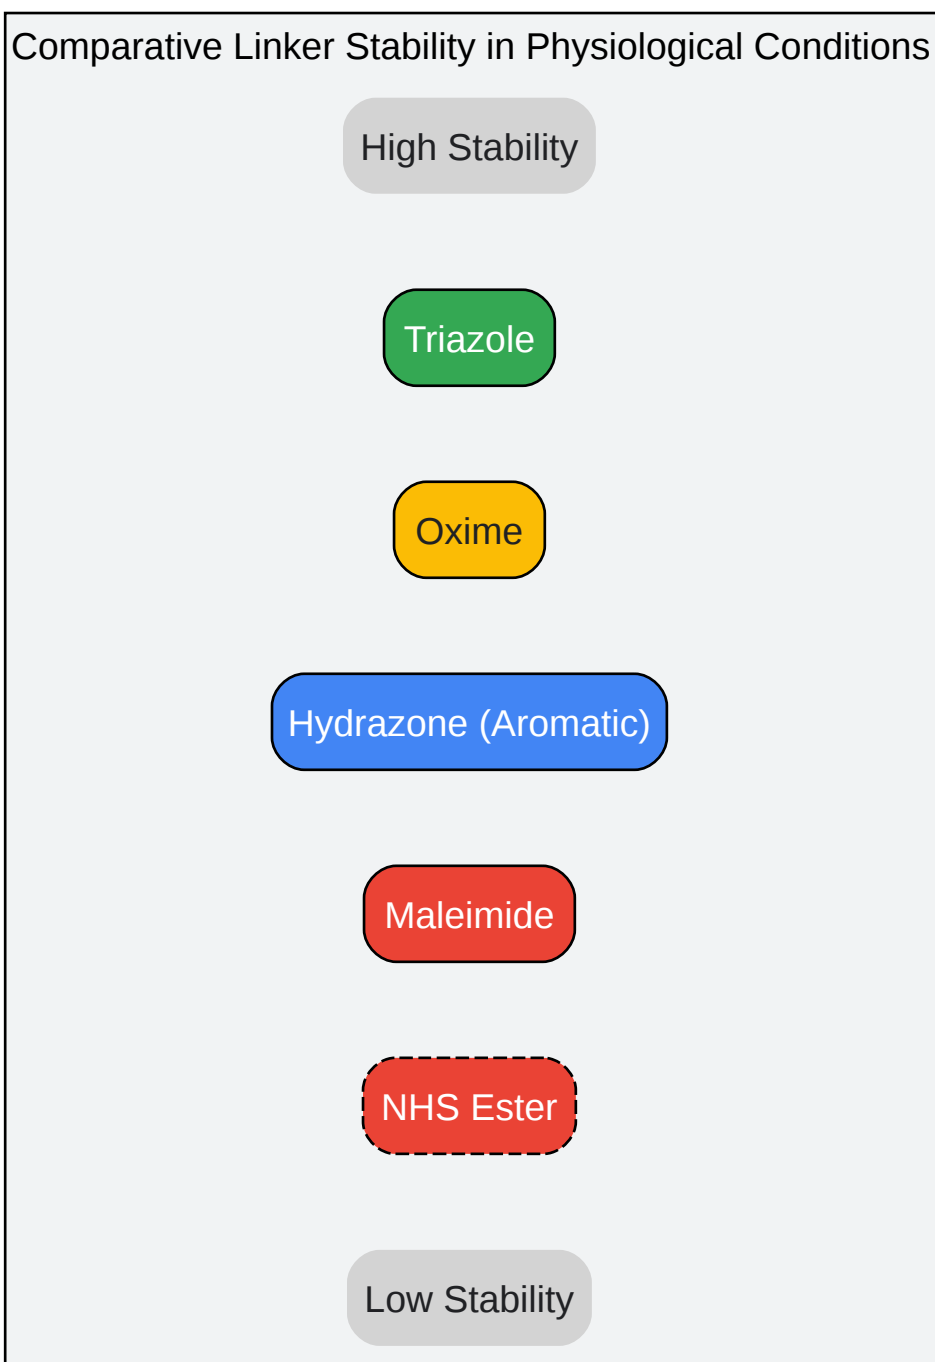 Comparative Linker Stability in Physiological Conditions
High Stability
Triazole
Oxime
Hydrazone (Aromatic)
Maleimide
NHS Ester
Low Stability